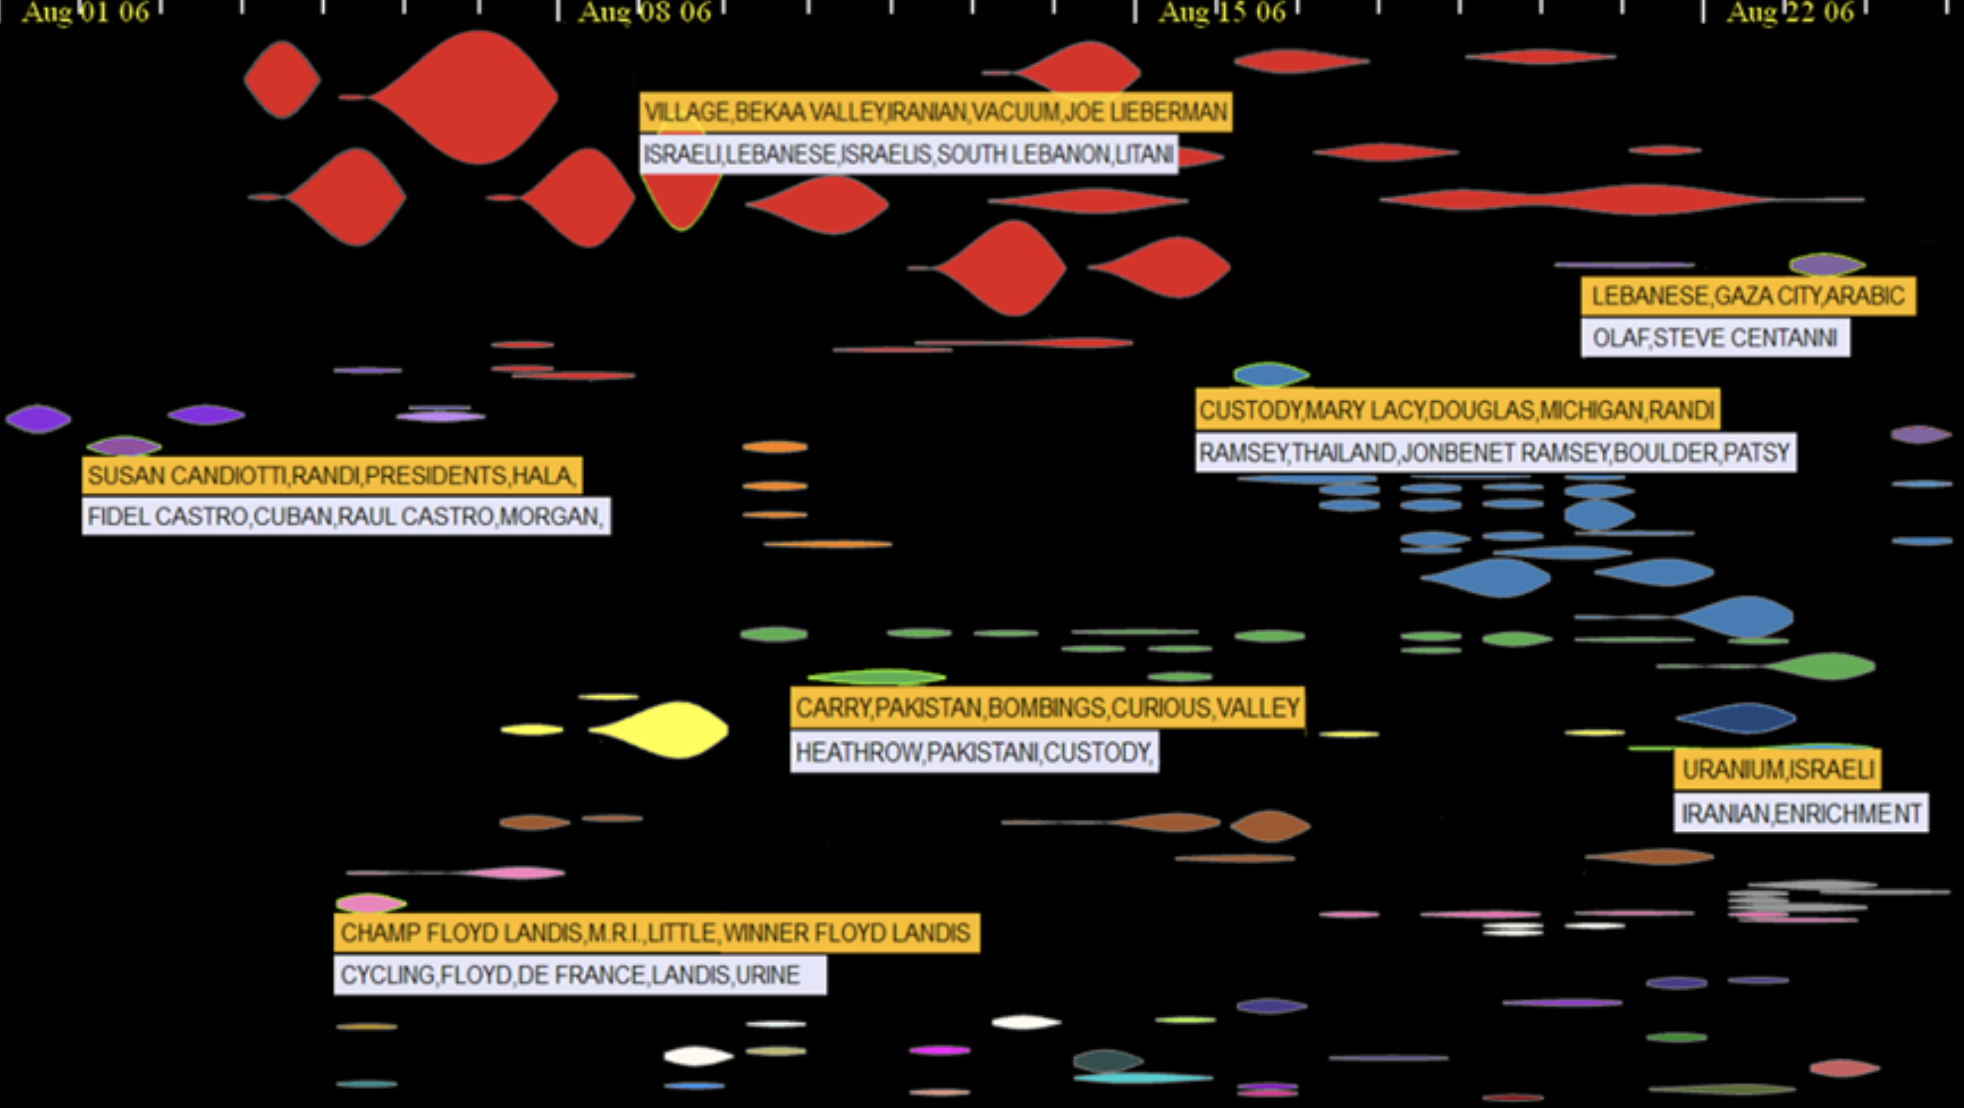 Aug 01 06
Aug 08 06
Aug 15 06
Aug 22 06
VILLAGE,BEKAA VALLEY,IRANIAN,VACUUM,JOE LIEBERMAN
ISRAELI,LEBANESE,ISRAELIS,SOUTH LEBANON,LITANI
LEBANESE,GAZA CITY,ARABIC
OLAF,STEVE CENTANNI
CUSTODY,MARY LACY,DOUGLAS,MICHIGAN,RANDI
RAMSEY,THAILAND,JONBENET RAMSEY,BOULDER,PATSY
SUSAN CANDIOTTI,RANDI,PRESIDENTS,HALA,
FIDEL CASTRO,CUBAN,RAUL CASTRO,MORGAN,
CARRY,PAKISTAN,BOMBINGS,CURIOUS,VALLEY
HEATHROW,PAKISTANI,CUSTODY,
URANIUM,ISRAELI
IRANIAN,ENRICHMENT
CHAMP FLOYD LANDIS,M.R.I.,LITTLE,WINNER FLOYD LANDIS
CYCLING,FLOYD,DE FRANCE,LANDIS,URINE